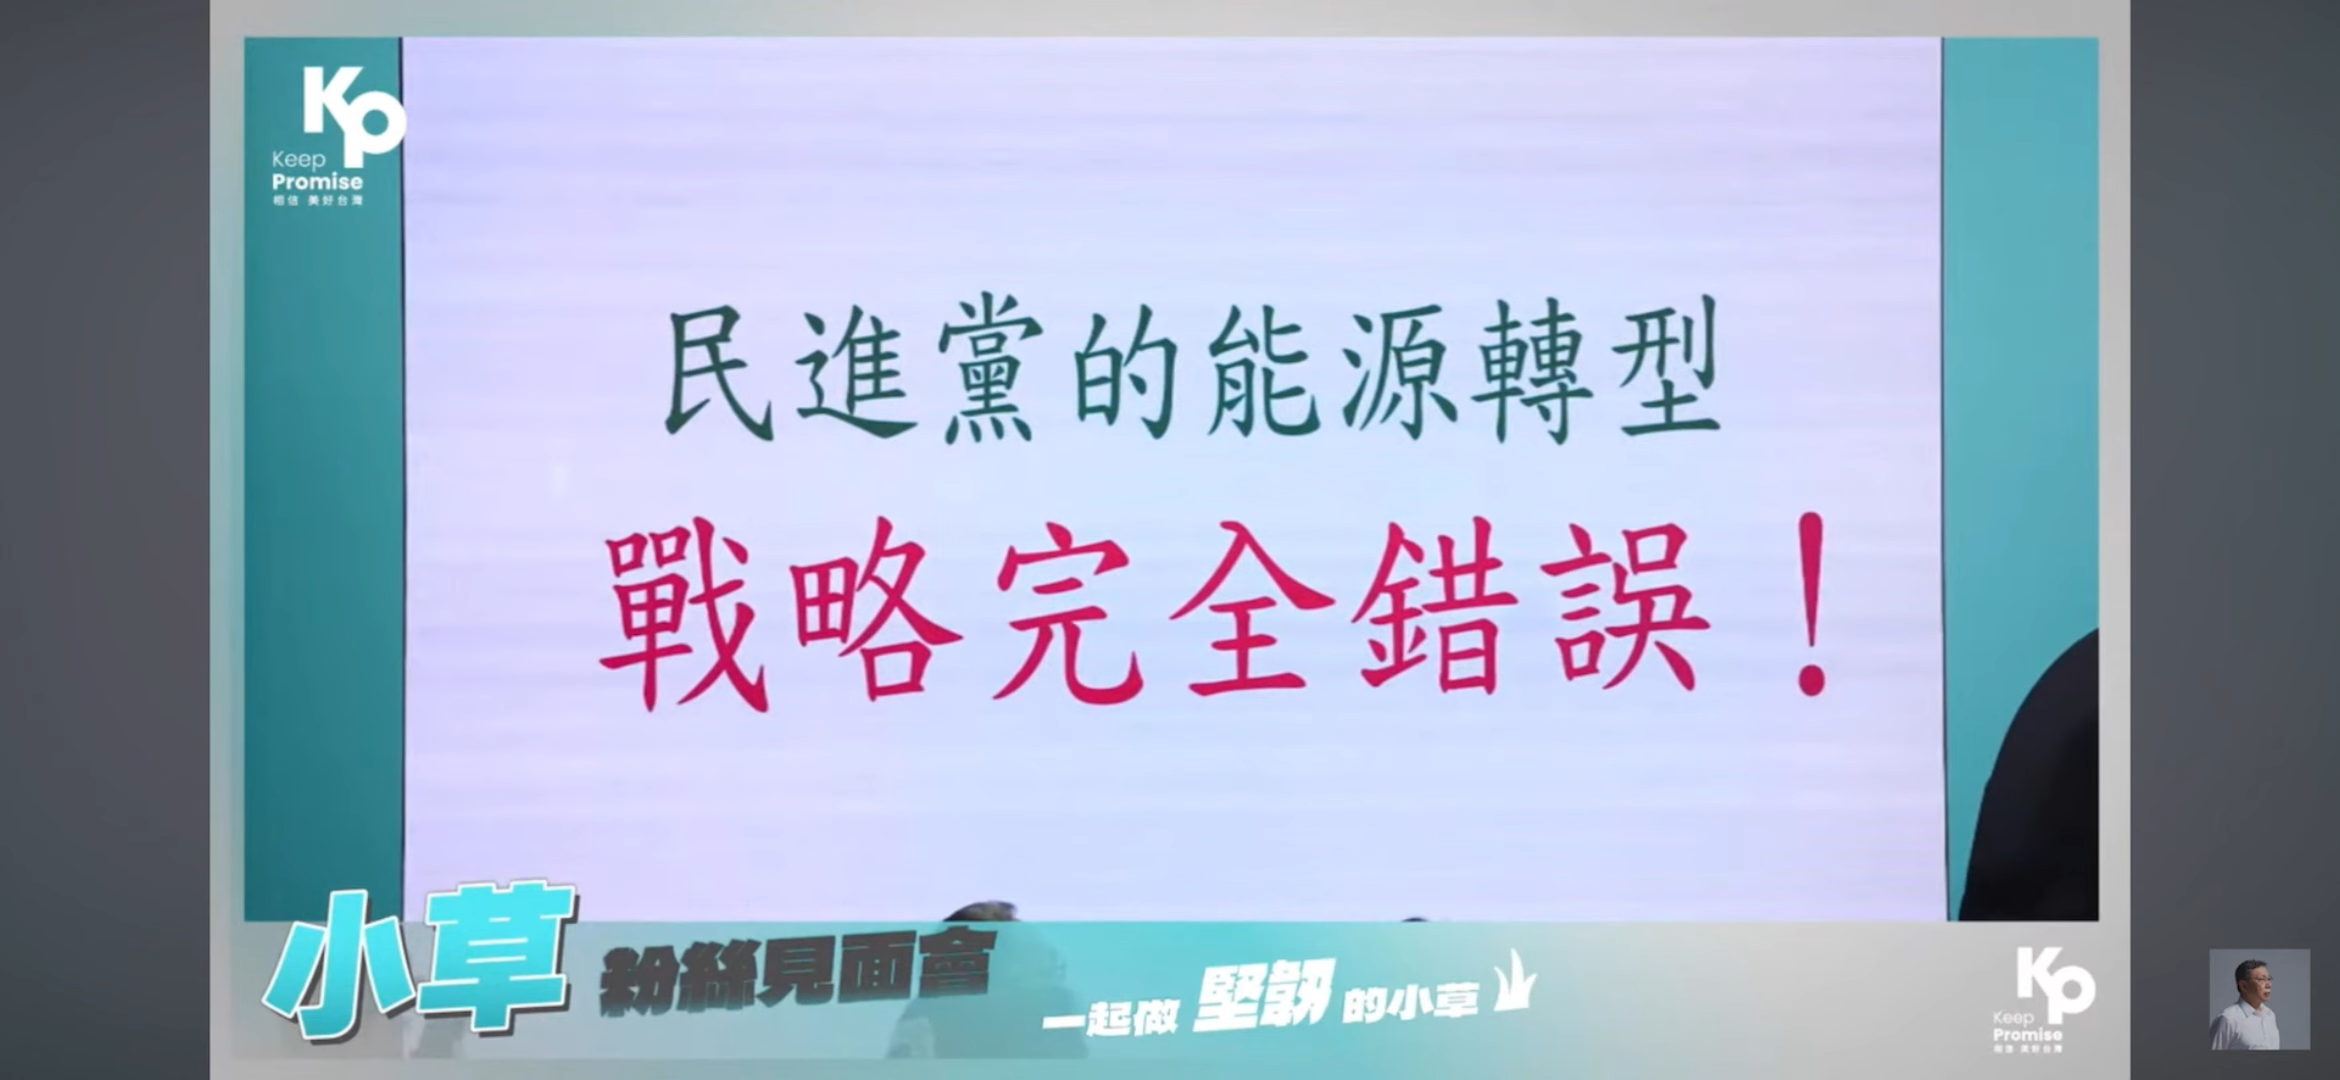 Kp
Keep
Promise
相信 美好台灣
民進黨的能源轉型
戰略完全錯誤！
小草 粉絲見面會
一起做 堅韌 的小草
Kp
Keep
Promise
相信 美好台灣